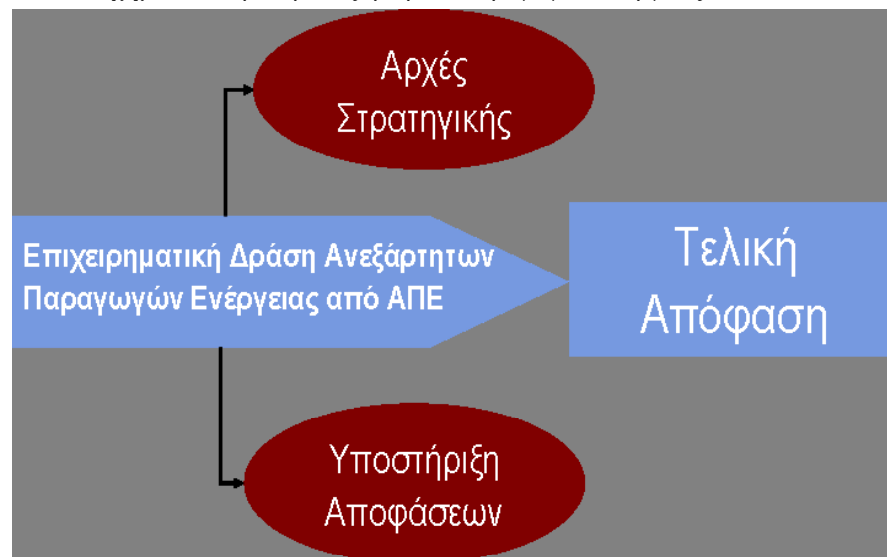 Αρχές
Στρατηγικής
Επιχειρηματική Δράση Ανεξάρτητων
Παραγωγών Ενέργειας από ΑΠΕ
Τελική
Απόφαση
Υποστήριξη
Αποφάσεων